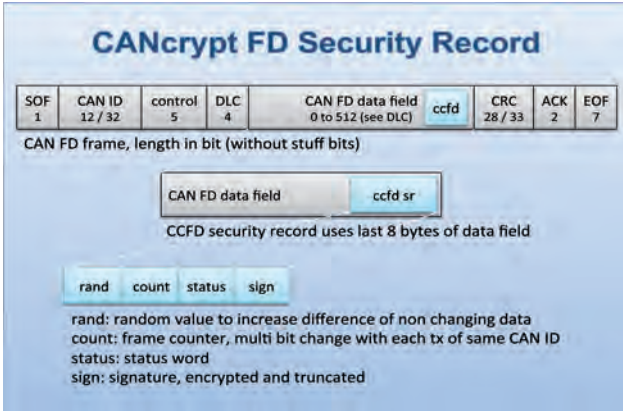 CANcrypt FD Security Record
SOF CAN ID control DLC CAN FD data field ccfd CRC ACK EOF
1 12 / 32 5 4 0 to 512 (see DLC) 28 / 33 2 7
CAN FD frame, length in bit (without stuff bits)
CAN FD data field ccfd sr
CCFD security record uses last 8 bytes of data field
rand count status sign
rand: random value to increase difference of non changing data
count: frame counter, multi bit change with each tx of same CAN ID
status: status word
sign: signature, encrypted and truncated